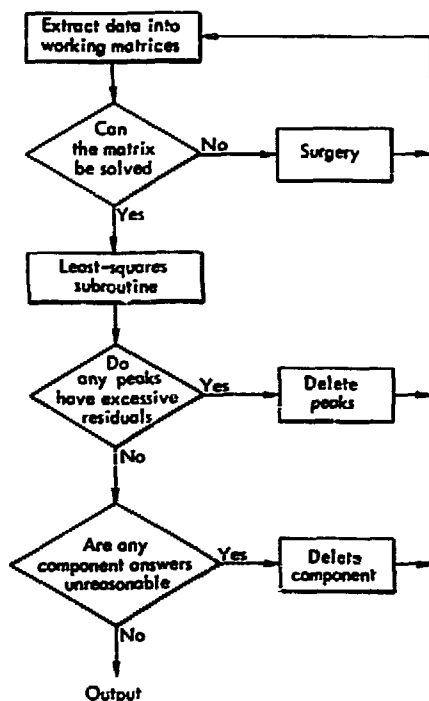 Extract data into
working matrices
Can
the matrix
be solved
No
Surgery
Yes
Least-squares
subroutine
Do
any peaks
have excessive
residuals
Yes
Delete
peaks
No
Are any
component answers
unreasonable
Yes
Delete
component
No
Output